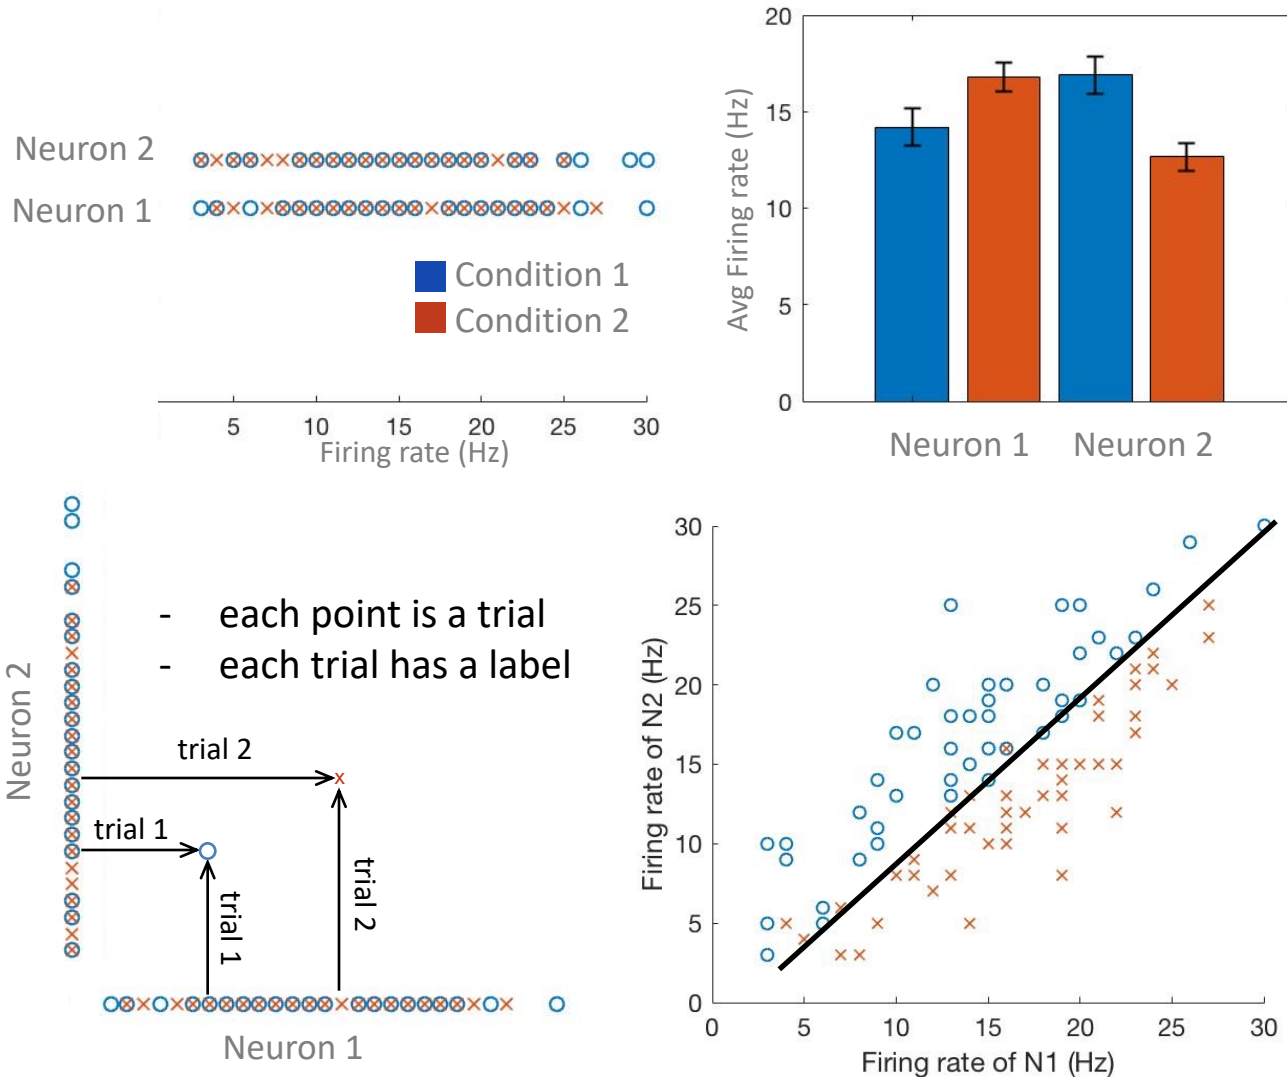 Neuron 2
Neuron 1
Condition 1
Condition 2
5 10 15 20 25 30
Firing rate (Hz)
20
15
10
5
0
Avg Firing rate (Hz)
Neuron 1 Neuron 2
- each point is a trial
- each trial has a label
Neuron 2
trial 2
x
trial 1
trial 1
trial 2
Neuron 1
30
25
20
15
10
5
0
Firing rate of N2 (Hz)
0 5 10 15 20 25 30
Firing rate of N1 (Hz)